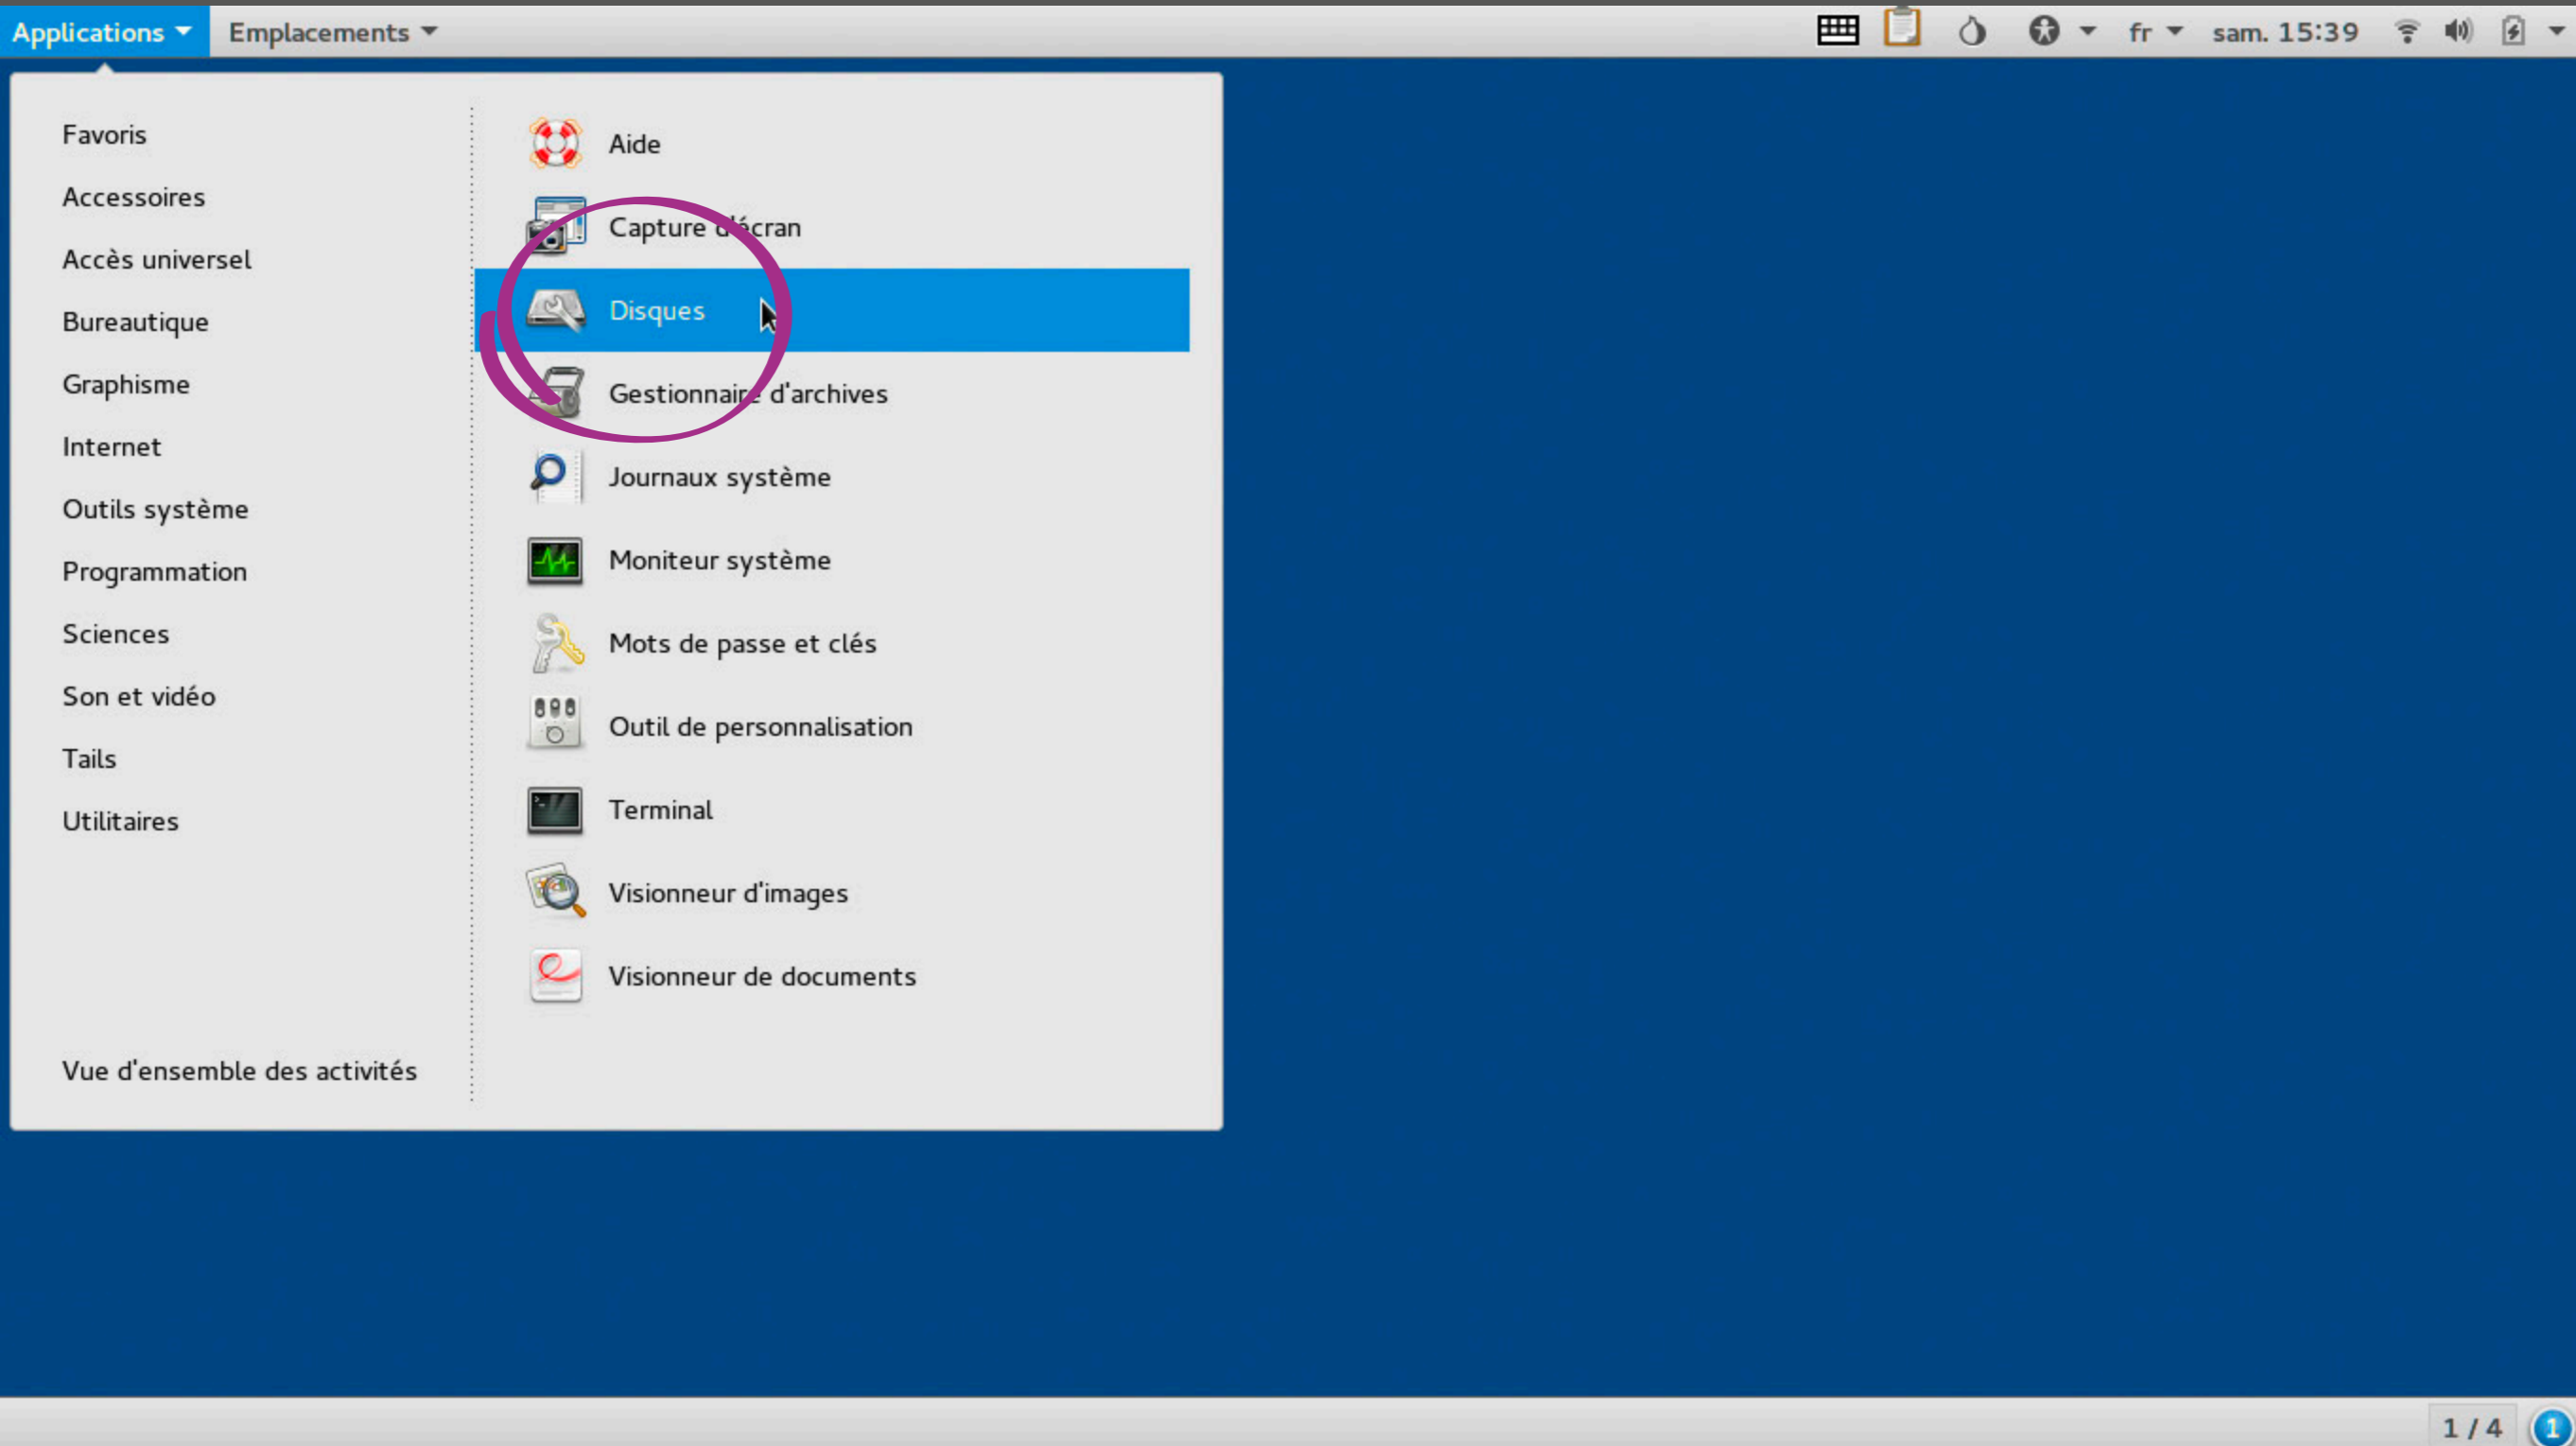 Applications
Emplacements
fr
sam. 15:39
Favoris
Accessoires
Accès universel
Bureautique
Graphisme
Internet
Outils système
Programmation
Sciences
Son et vidéo
Tails
Utilitaires
Vue d'ensemble des activités
Aide
Capture d'écran
Disques
Gestionnaire d'archives
Journaux système
Moniteur système
Mots de passe et clés
Outil de personnalisation
Terminal
Visionneur d'images
Visionneur de documents
1 / 4
1